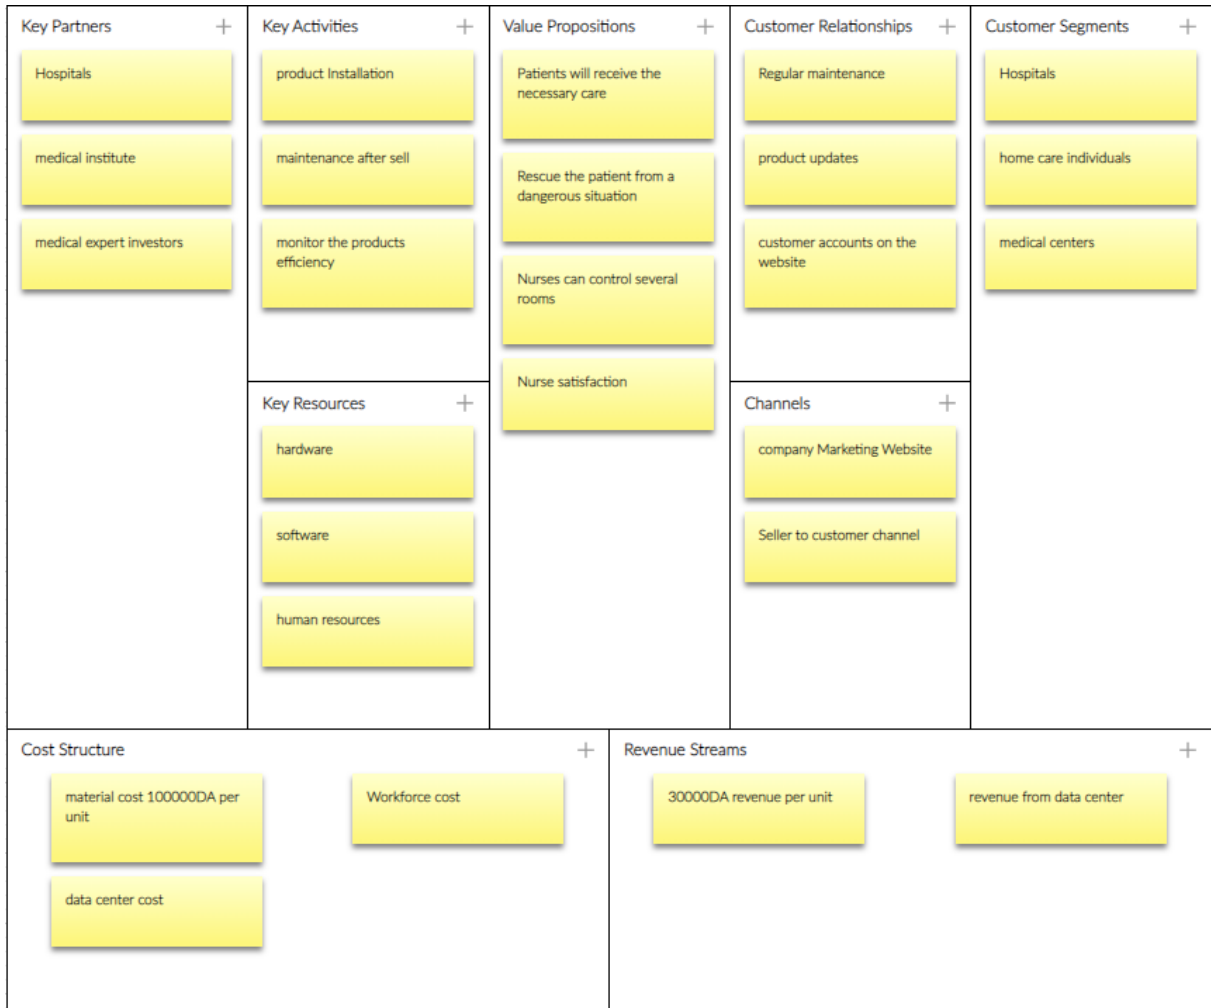 Key Partners
Hospitals
medical institute
medical expert investors
Key Activities
product Installation
maintenance after sell
monitor the products
efficiency
Key Resources
hardware
software
human resources
Value Propositions
Patients will receive the
necessary care
Rescue the patient from a
dangerous situation
Nurses can control several
rooms
Nurse satisfaction
Customer Relationships
Regular maintenance
product updates
customer accounts on the
website
Channels
company Marketing Website
Seller to customer channel
Customer Segments
Hospitals
home care individuals
medical centers
Cost Structure
material cost 100000DA per
unit
Workforce cost
data center cost
Revenue Streams
30000DA revenue per unit
revenue from data center